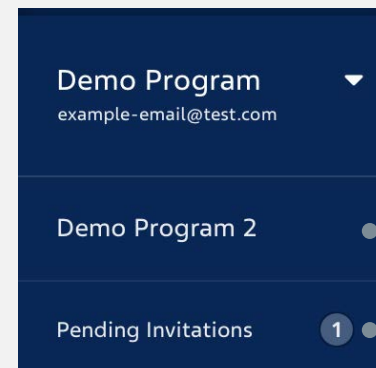 Demo Program
example-email@test.com
Demo Program 2
Pending Invitations 1